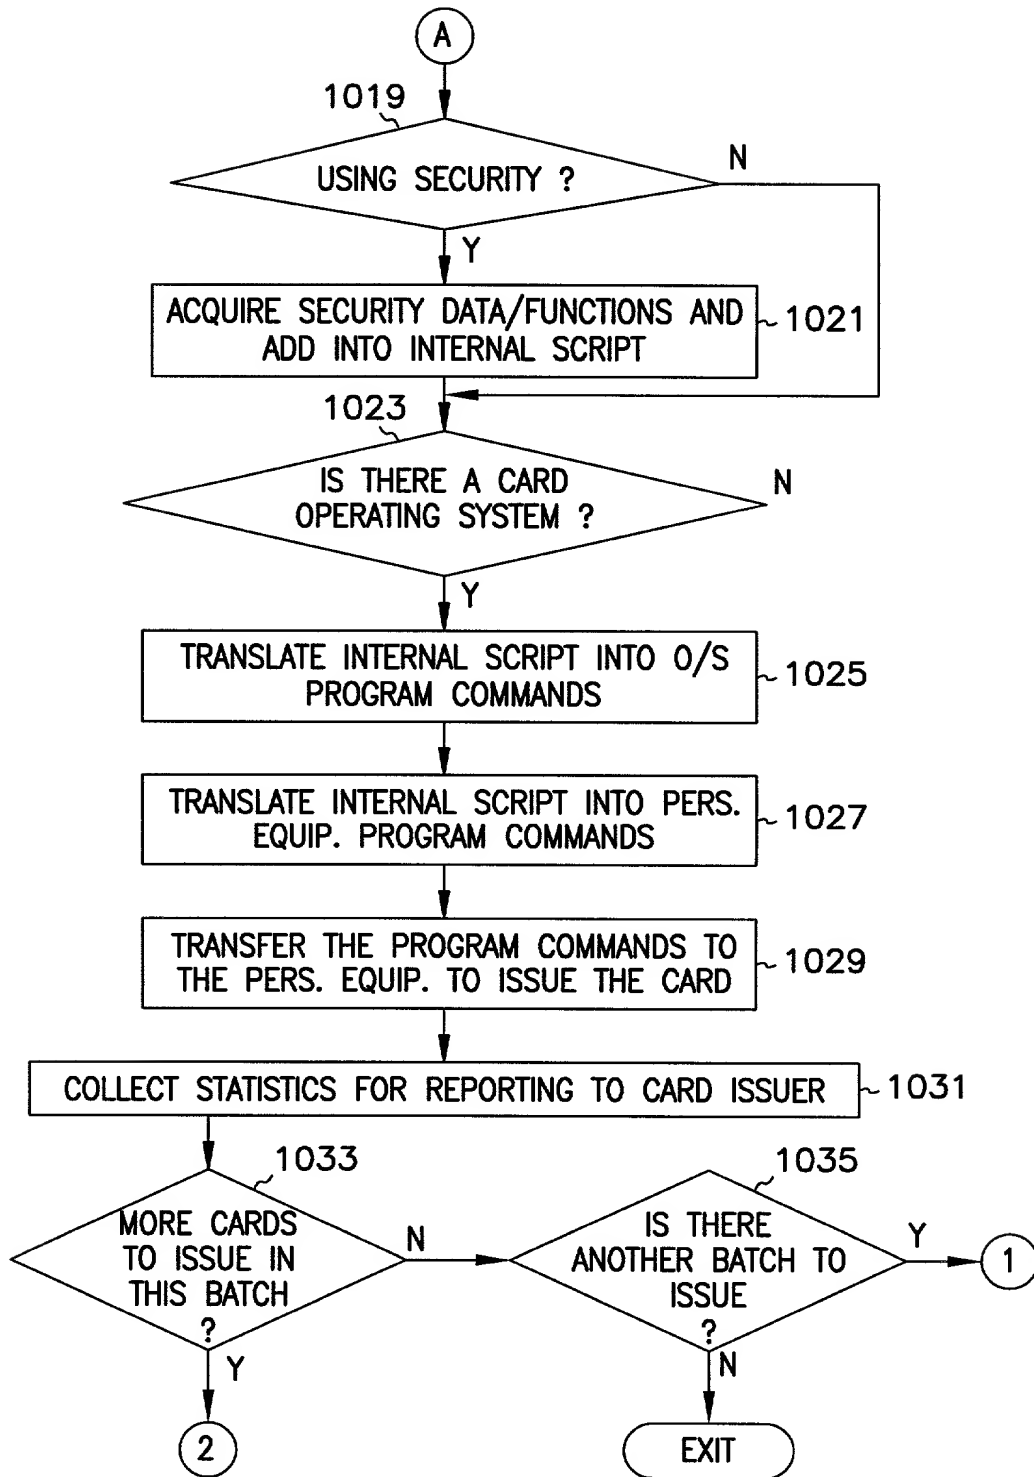 A
1019
USING SECURITY ?
N
Y
ACQUIRE SECURITY DATA/FUNCTIONS AND
ADD INTO INTERNAL SCRIPT
1021
1023
IS THERE A CARD
OPERATING SYSTEM ?
N
Y
TRANSLATE INTERNAL SCRIPT INTO O/S
PROGRAM COMMANDS
1025
TRANSLATE INTERNAL SCRIPT INTO PERS.
EQUIP. PROGRAM COMMANDS
1027
TRANSFER THE PROGRAM COMMANDS TO
THE PERS. EQUIP. TO ISSUE THE CARD
1029
COLLECT STATISTICS FOR REPORTING TO CARD ISSUER
1031
1033
MORE CARDS
TO ISSUE IN
THIS BATCH
?
N
Y
2
1035
IS THERE
ANOTHER BATCH TO
ISSUE
?
Y
1
N
EXIT